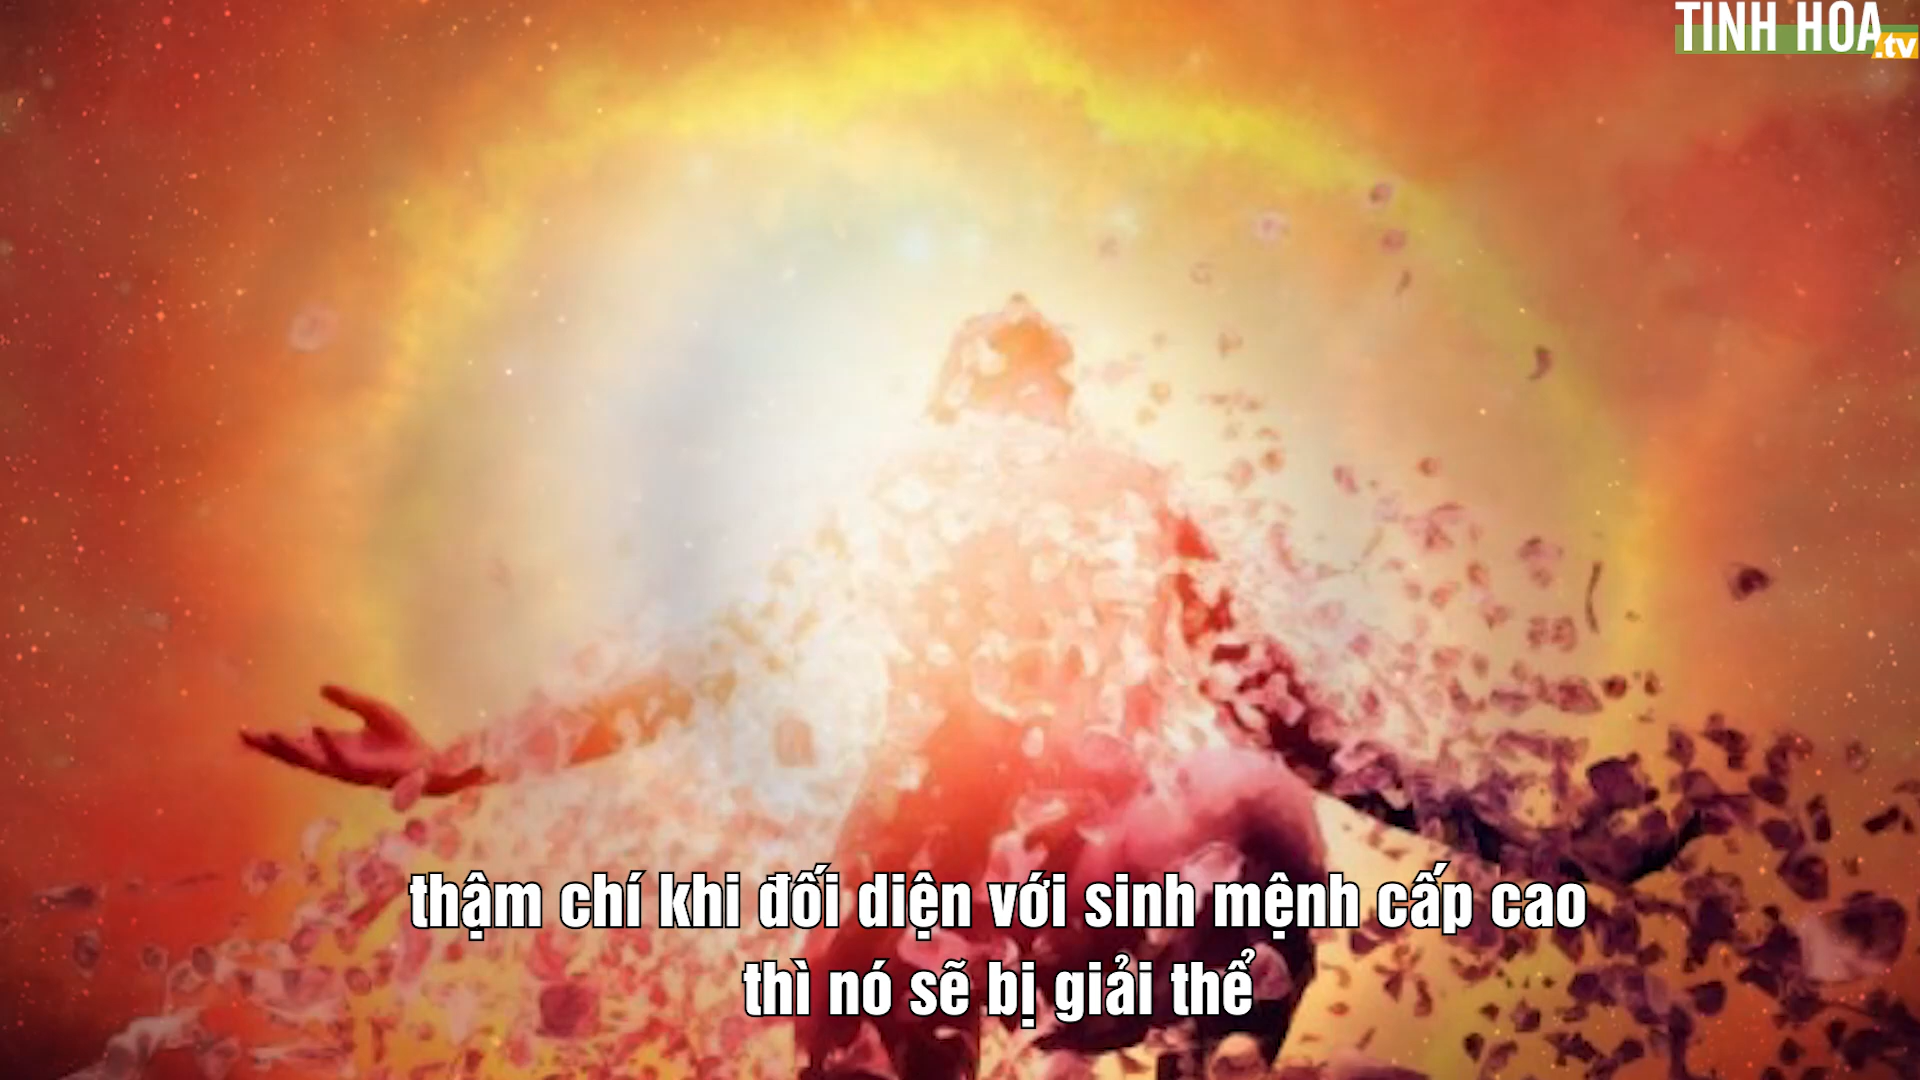 TINH HOA
.tv
thậm chí khi đối diện với sinh mệnh cấp cao
thì nó sẽ bị giải thể